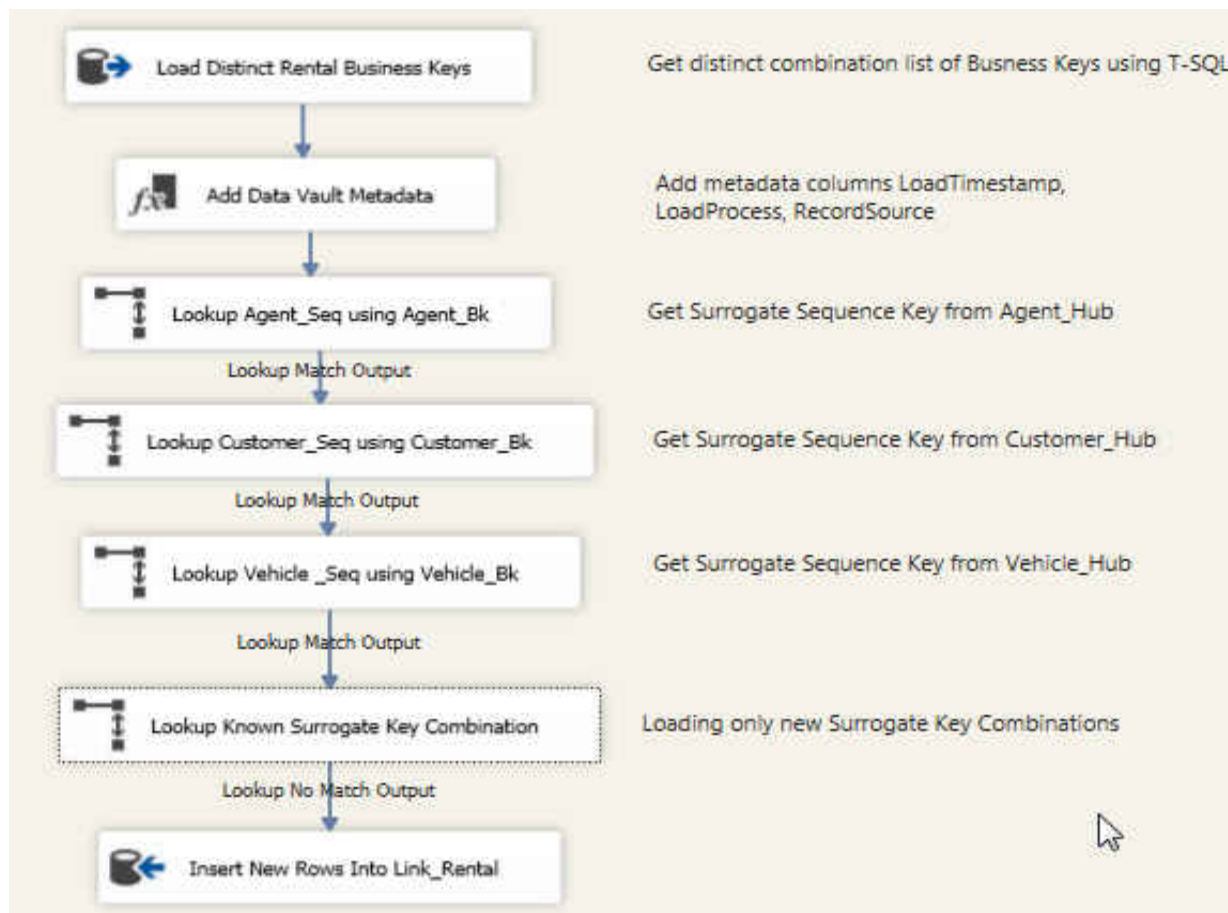 Load Distinct Rental Business Keys
Get distinct combination list of Busness Keys using T-SQL
Add Data Vault Metadata
Add metadata columns LoadTimestamp,
LoadProcess, RecordSource
Lookup Agent_Seq using Agent_Bk
Get Surrogate Sequence Key from Agent_Hub
Lookup Match Output
Lookup Customer_Seq using Customer_Bk
Get Surrogate Sequence Key from Customer_Hub
Lookup Match Output
Lookup Vehicle _Seq using Vehicle_Bk
Get Surrogate Sequence Key from Vehicle_Hub
Lookup Match Output
Lookup Known Surrogate Key Combination
Loading only new Surrogate Key Combinations
Lookup No Match Output
Insert New Rows Into Link_Rental